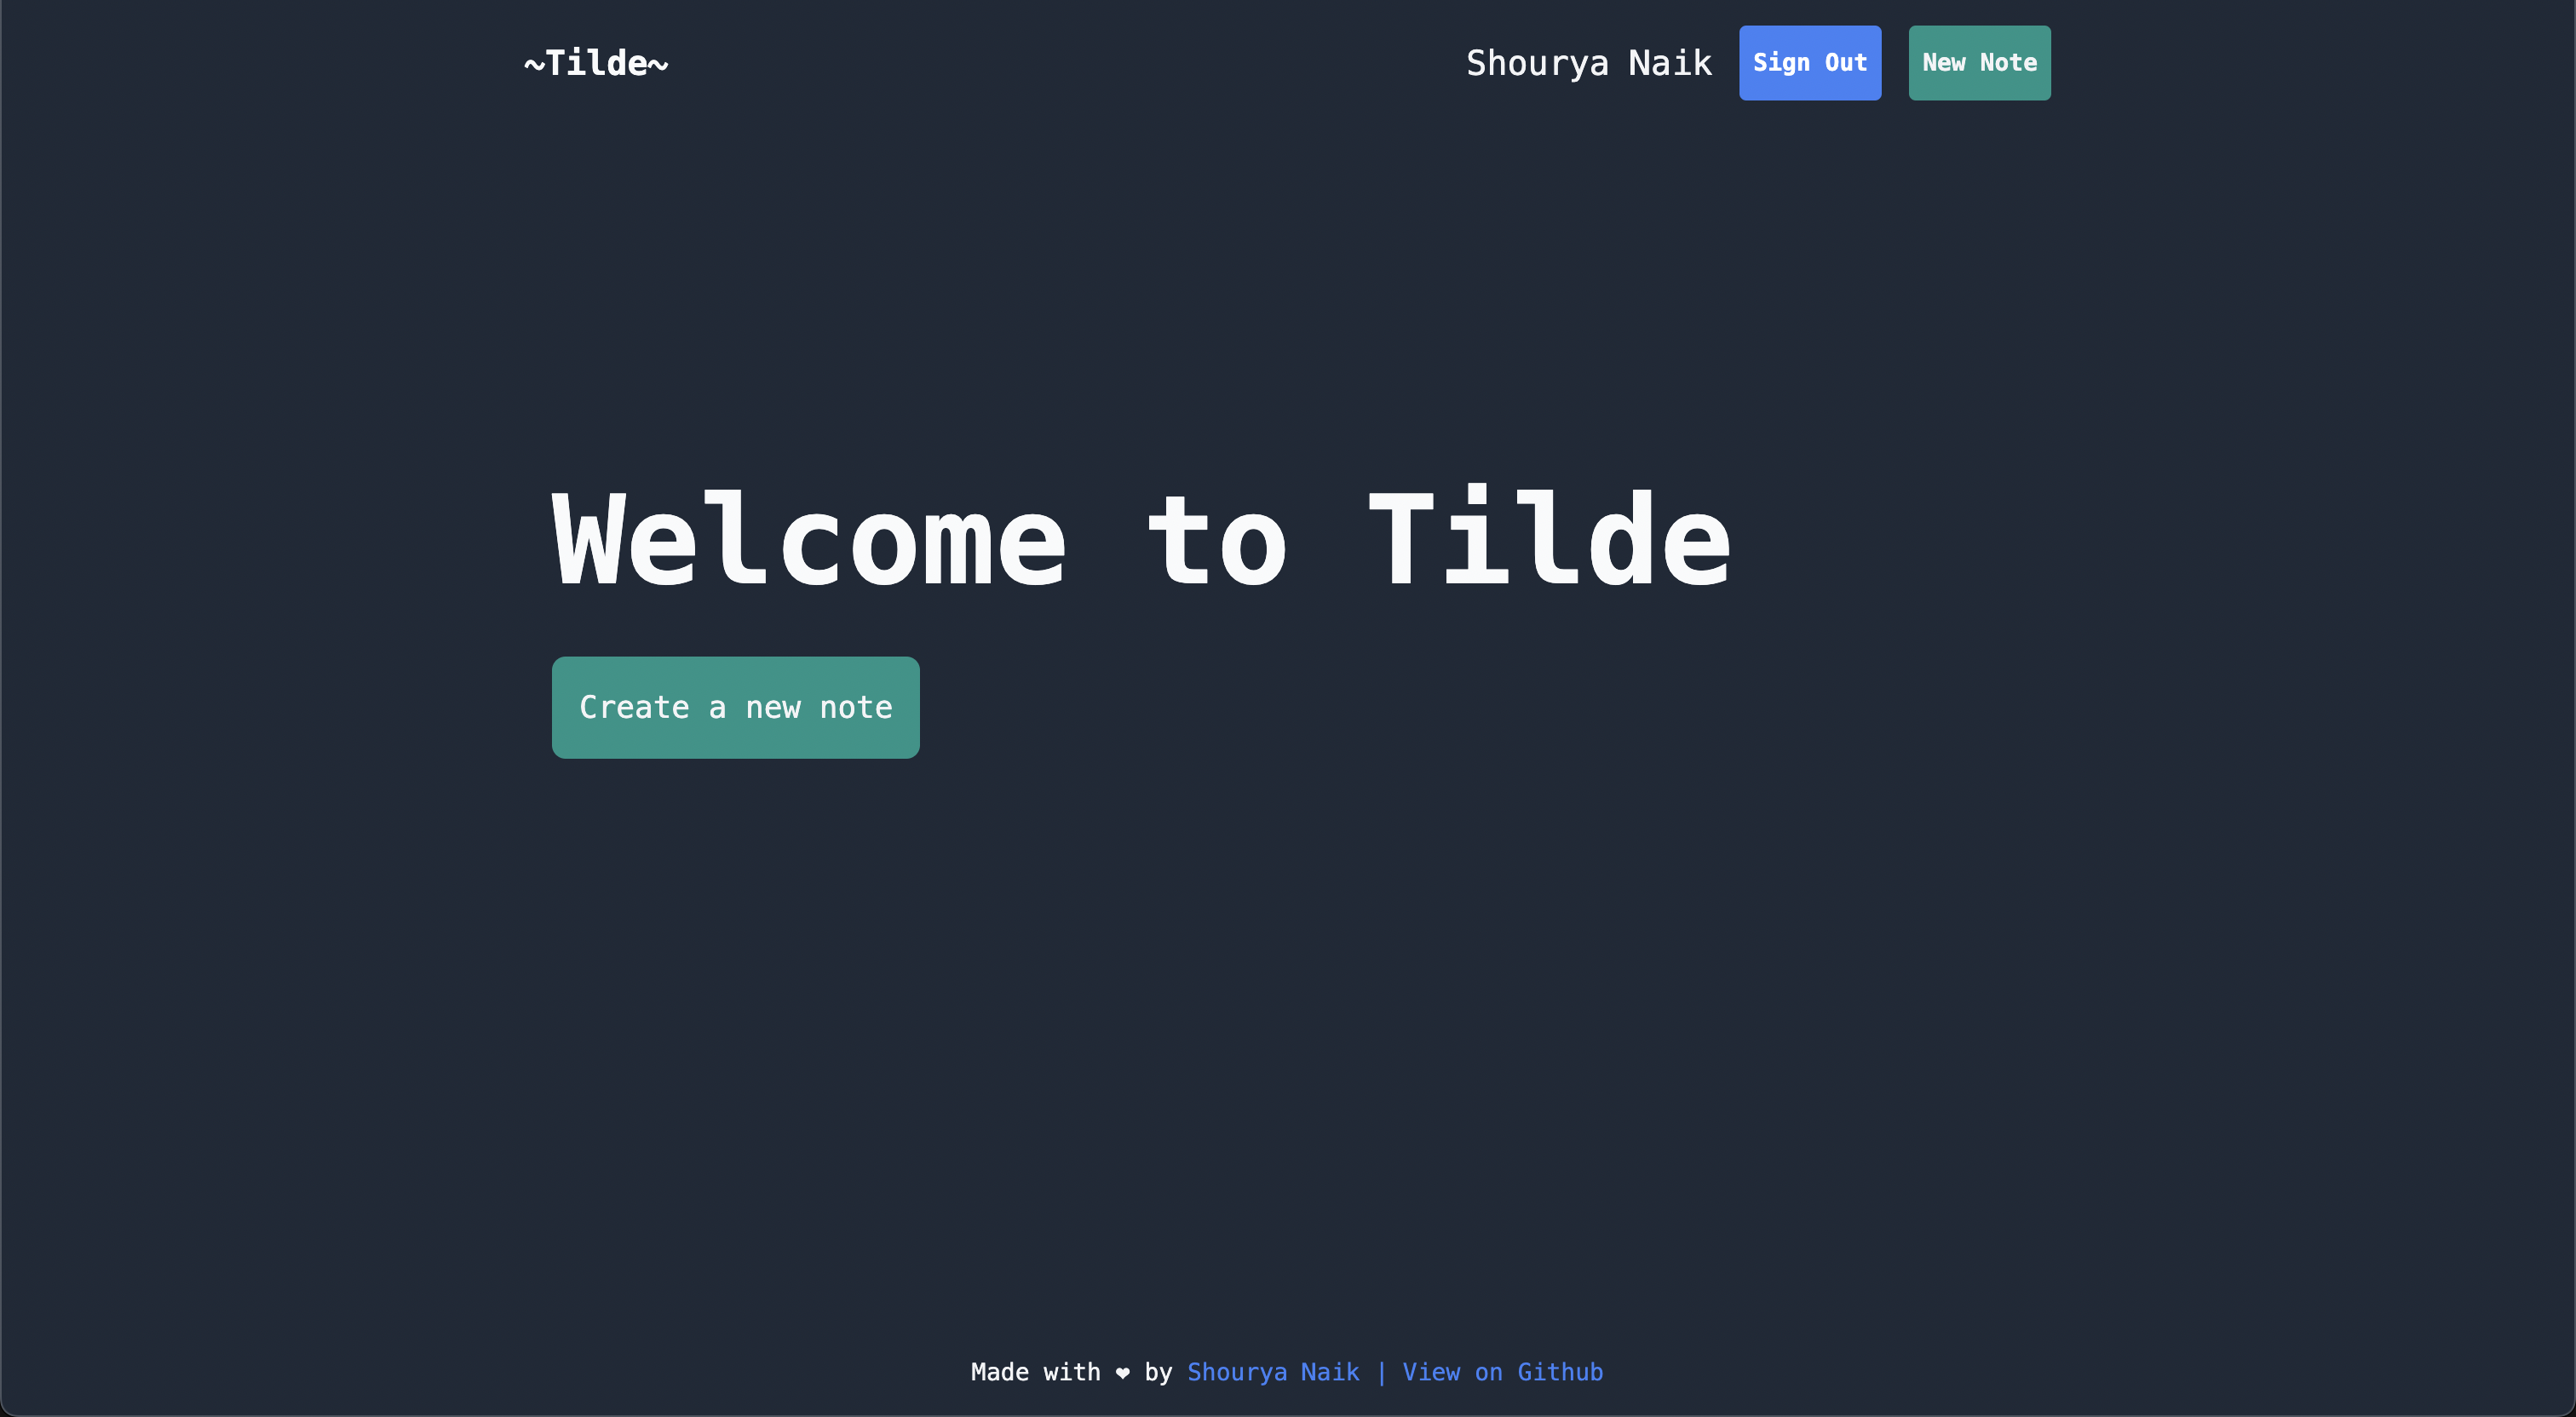 ~Tilde~
Shourya Naik
Sign Out
New Note
Welcome to Tilde
Create a new note
Made with ❤ by Shourya Naik | View on Github